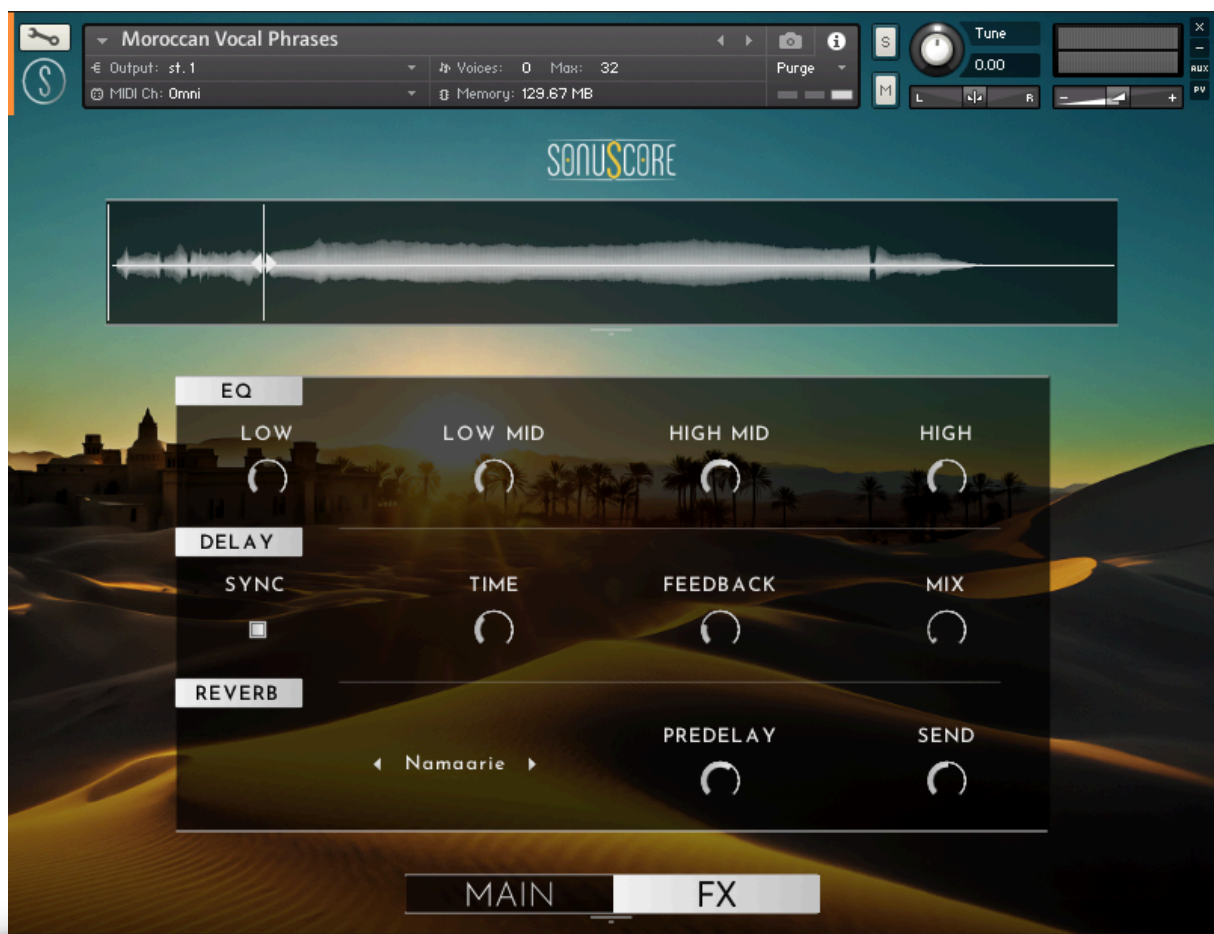 Moroccan Vocal Phrases
S
Tune
Output: st. 1
Voices: 0 Max: 32
Purge
0.00
AUX
MIDI Ch: Omni
Memory: 129.67 MB
M
L
R
PV
SONUSCORE
EQ
LOW
LOW MID
HIGH MID
HIGH
DELAY
SYNC
TIME
FEEDBACK
MIX
REVERB
PREDELAY
SEND
Namaarie
MAIN
FX